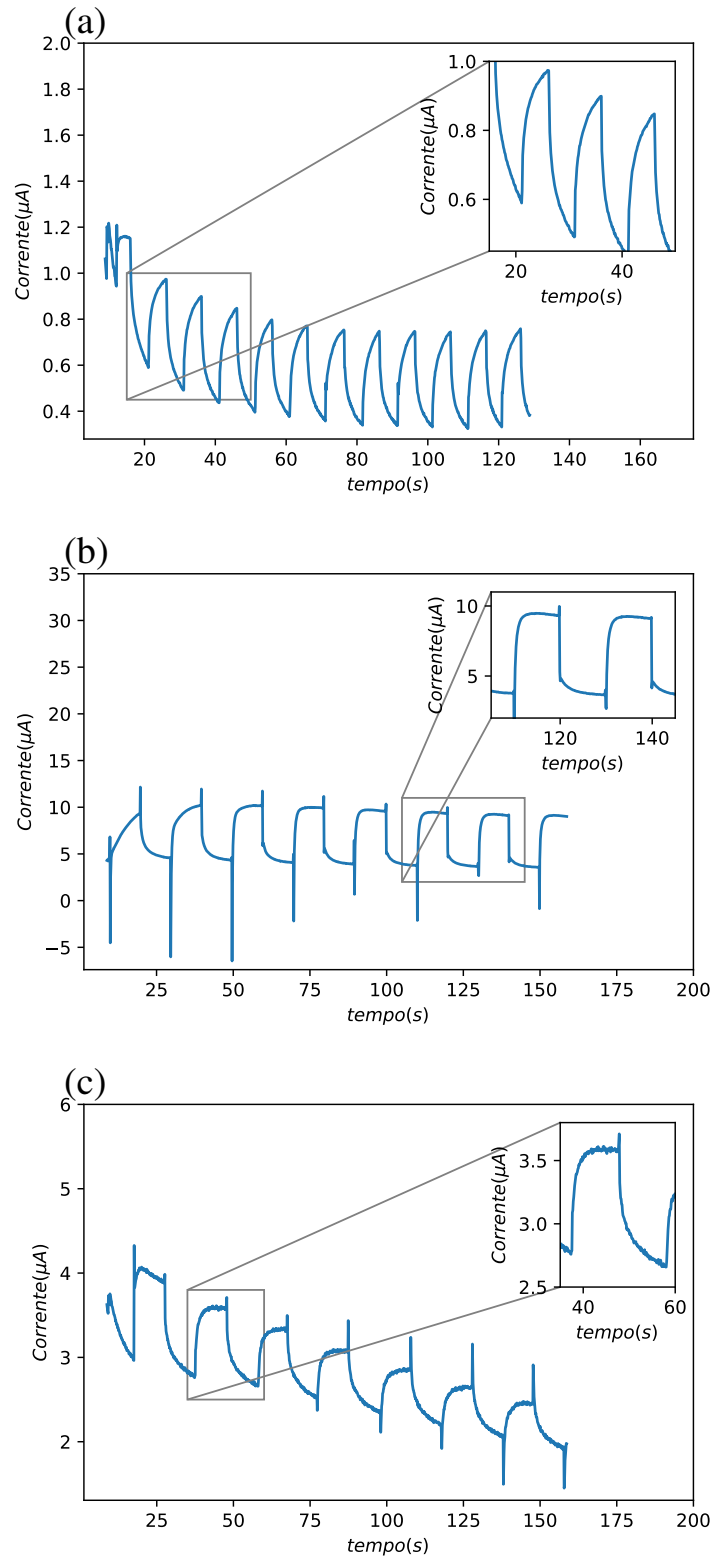 (a)
2.0
1.8
1.6
1.4
1.2
1.0
0.8
0.6
0.4
Corrente(μA)
20 40 60 80 100 120 140 160
tempo(s)
1.0
0.8
0.6
Corrente(μA)
20 40
tempo(s)
(b)
35
30
25
20
15
10
5
0
−5
Corrente(μA)
25 50 75 100 125 150 175 200
tempo(s)
10
5
Corrente(μA)
120 140
tempo(s)
(c)
6
5
4
3
2
Corrente(μA)
25 50 75 100 125 150 175 200
tempo(s)
3.5
3.0
2.5
Corrente(μA)
40 60
tempo(s)